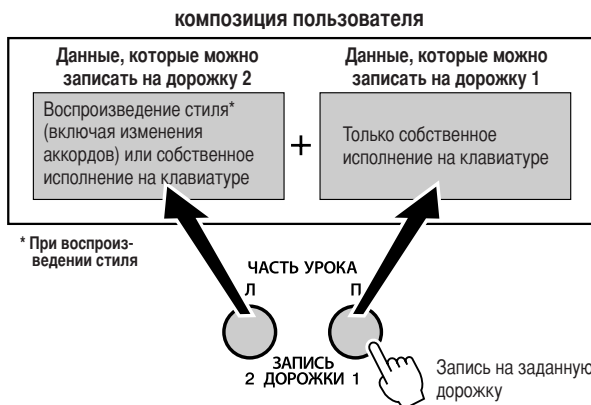 композиция пользователя
Данные, которые можно
записать на дорожку 2
Данные, которые можно
записать на дорожку 1
Воспроизведение стиля*
(включая изменения
аккордов) или собственное
исполнение на клавиатуре
+
Только собственное
исполнение на клавиатуре
* При воспроиз-
ведении стиля
ЧАСТЬ УРОКА
Л П
ЗАПИСЬ
2 ДОРОЖКИ 1
Запись на заданную
дорожку